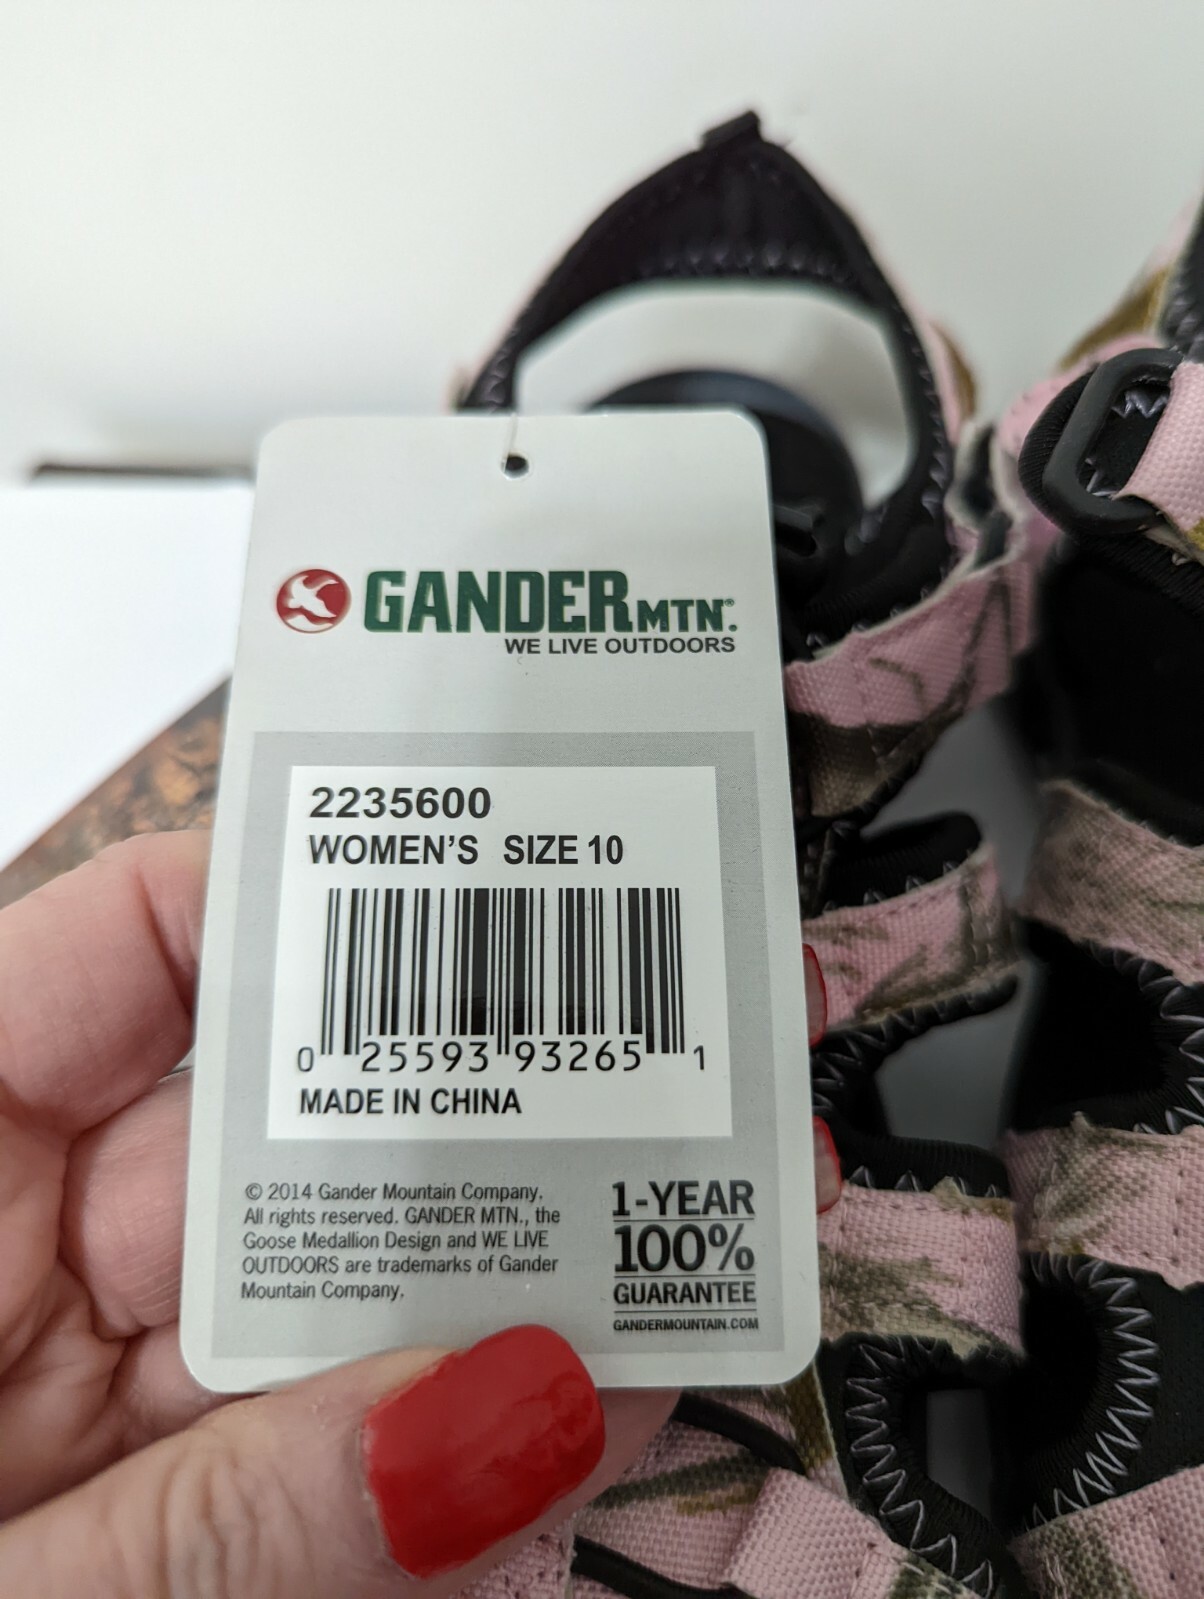 GANDER MTN®.
WE LIVE OUTDOORS
2235600
WOMEN'S SIZE 10
0 25593 93265 1
MADE IN CHINA
© 2014 Gander Mountain Company.
All rights reserved. GANDER MTN., the
Goose Medallion Design and WE LIVE
OUTDOORS are trademarks of Gander
Mountain Company.
1-YEAR
100%
GUARANTEE
GANDERMOUNTAIN.COM